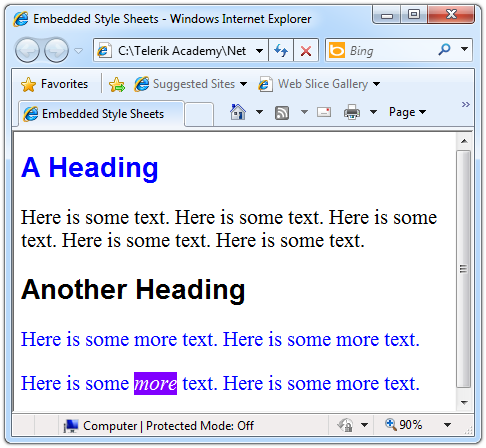 Embedded Style Sheets - Windows Internet Explorer
C:\Telerik Academy\Net
Bing
Favorites
Suggested Sites
Web Slice Gallery
Embedded Style Sheets
Page
»
A Heading
Here is some text. Here is some text. Here is some
text. Here is some text. Here is some text.
Another Heading
Here is some more text. Here is some more text.
Here is some more text. Here is some more text.
Computer | Protected Mode: Off
90%